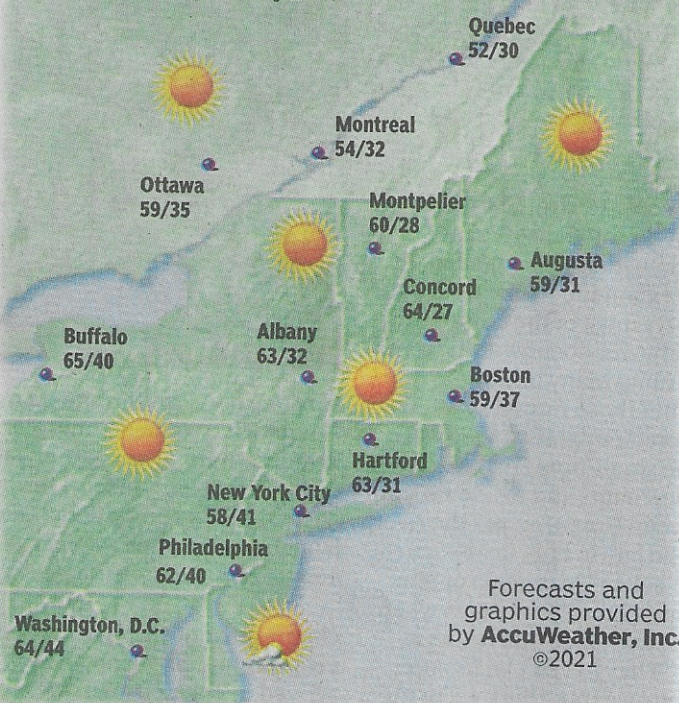 Quebec
52/30
Montreal
54/32
Ottawa
59/35
Montpelier
60/28
Augusta
59/31
Concord
64/27
Buffalo
65/40
Albany
63/32
Boston
59/37
Hartford
63/31
New York City
58/41
Philadelphia
62/40
Washington, D.C.
64/44
Forecasts and
graphics provided
by AccuWeather, Inc.
©2021